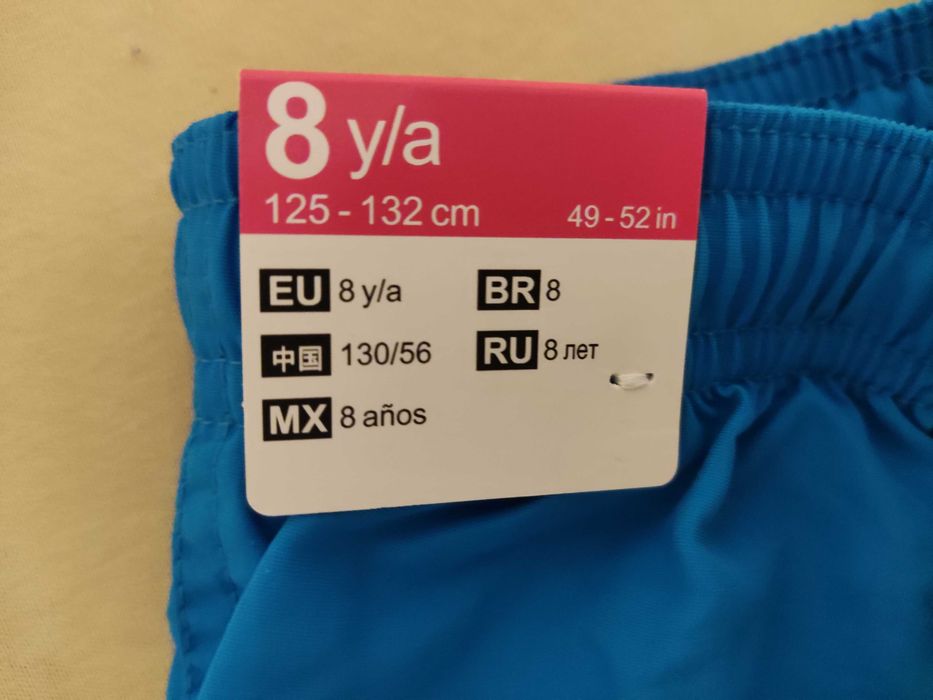 8 y/a
125 - 132 cm 49 - 52 in
EU 8 y/a BR 8
中国 130/56 RU 8 лет
MX 8 años